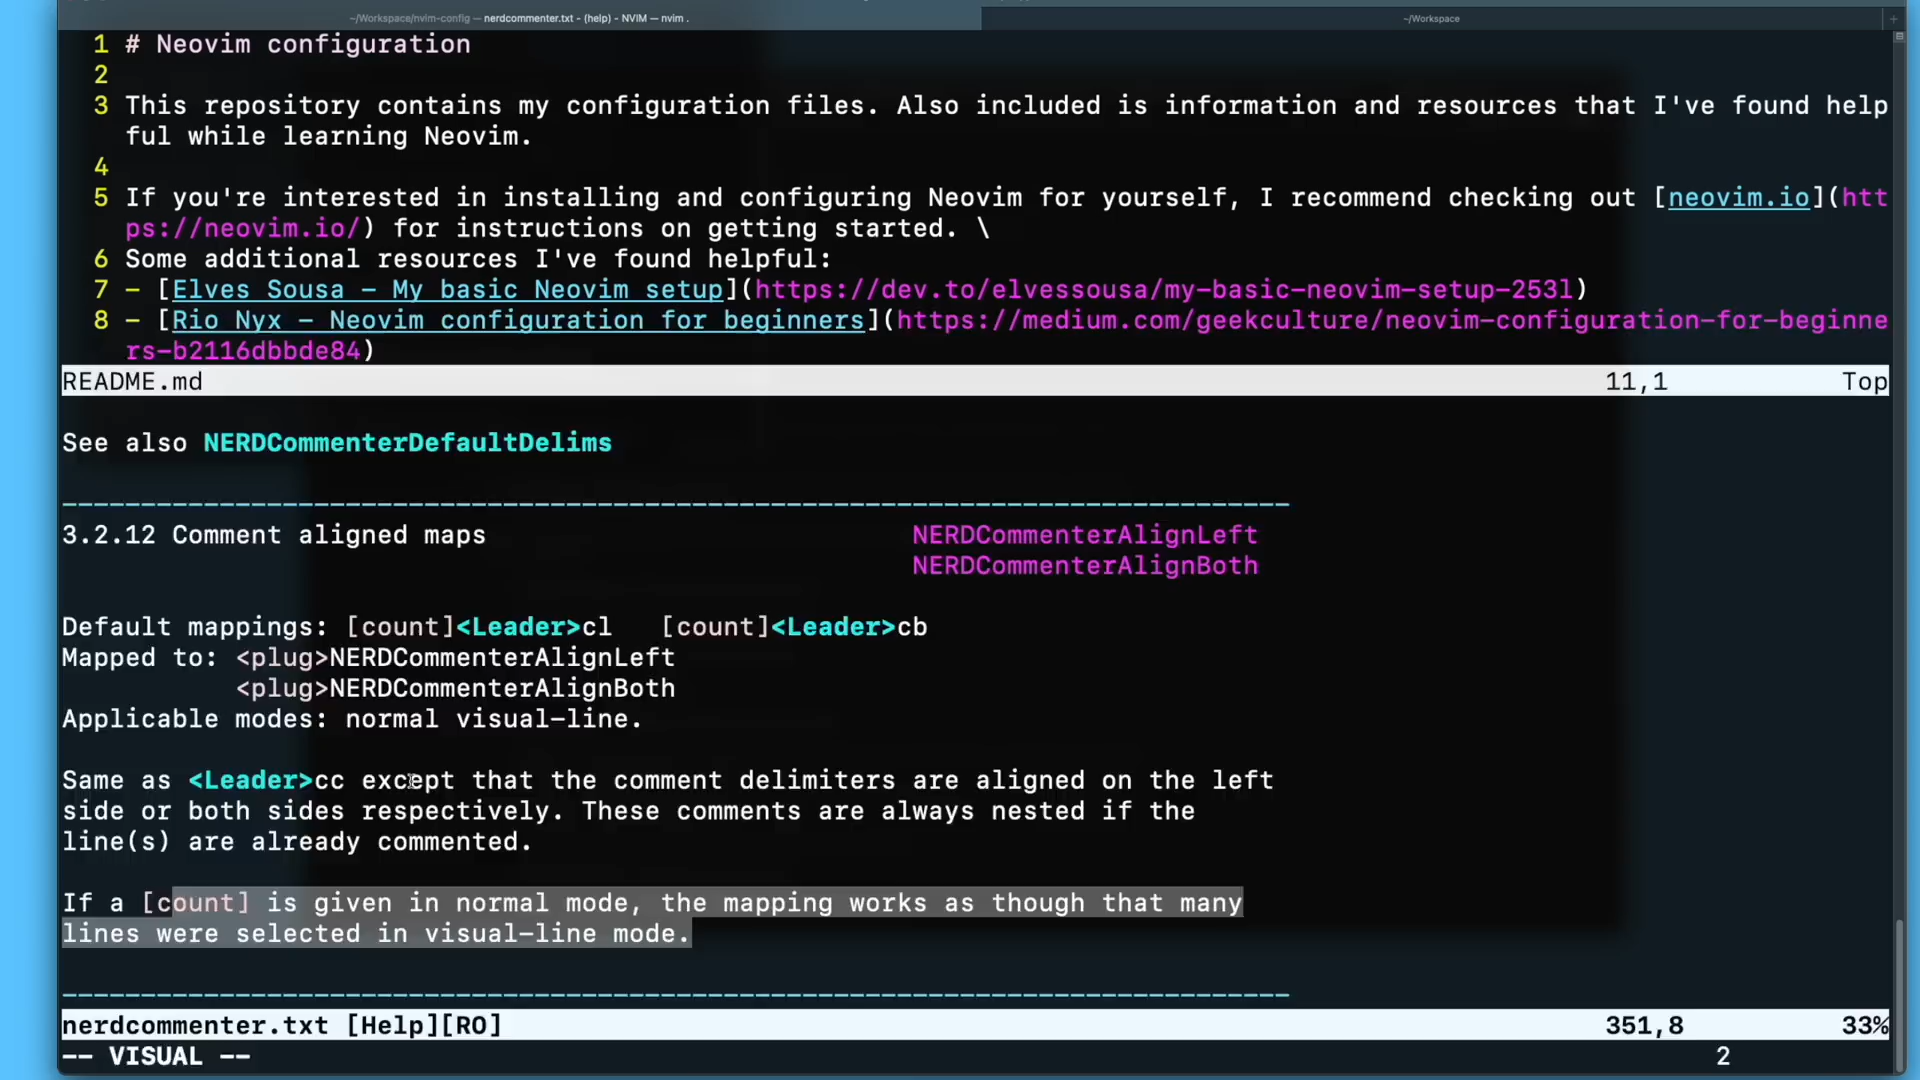 ~/Workspace/nvim-config — nerdcommenter.txt - (help) - NVIM — nvim .
~/Workspace
+
1 # Neovim configuration
2
3 This repository contains my configuration files. Also included is information and resources that I've found help
ful while learning Neovim.
4
5 If you're interested in installing and configuring Neovim for yourself, I recommend checking out [neovim.io](htt
ps://neovim.io/) for instructions on getting started. \
6 Some additional resources I've found helpful:
7 - [Elves Sousa - My basic Neovim setup](https://dev.to/elvessousa/my-basic-neovim-setup-253l)
8 - [Rio Nyx - Neovim configuration for beginners](https://medium.com/geekculture/neovim-configuration-for-beginne
rs-b2116dbbde84)
README.md 11,1 Top
See also NERDCommenterDefaultDelims
------------------------------------------------------------------------------
3.2.12 Comment aligned maps NERDCommenterAlignLeft
NERDCommenterAlignBoth
Default mappings: [count]<Leader>cl [count]<Leader>cb
Mapped to: <plug>NERDCommenterAlignLeft
<plug>NERDCommenterAlignBoth
Applicable modes: normal visual-line.
Same as <Leader>cc except that the comment delimiters are aligned on the left
side or both sides respectively. These comments are always nested if the
line(s) are already commented.
If a [count] is given in normal mode, the mapping works as though that many
lines were selected in visual-line mode.
------------------------------------------------------------------------------
nerdcommenter.txt [Help][RO] 351,8 33%
-- VISUAL -- 2